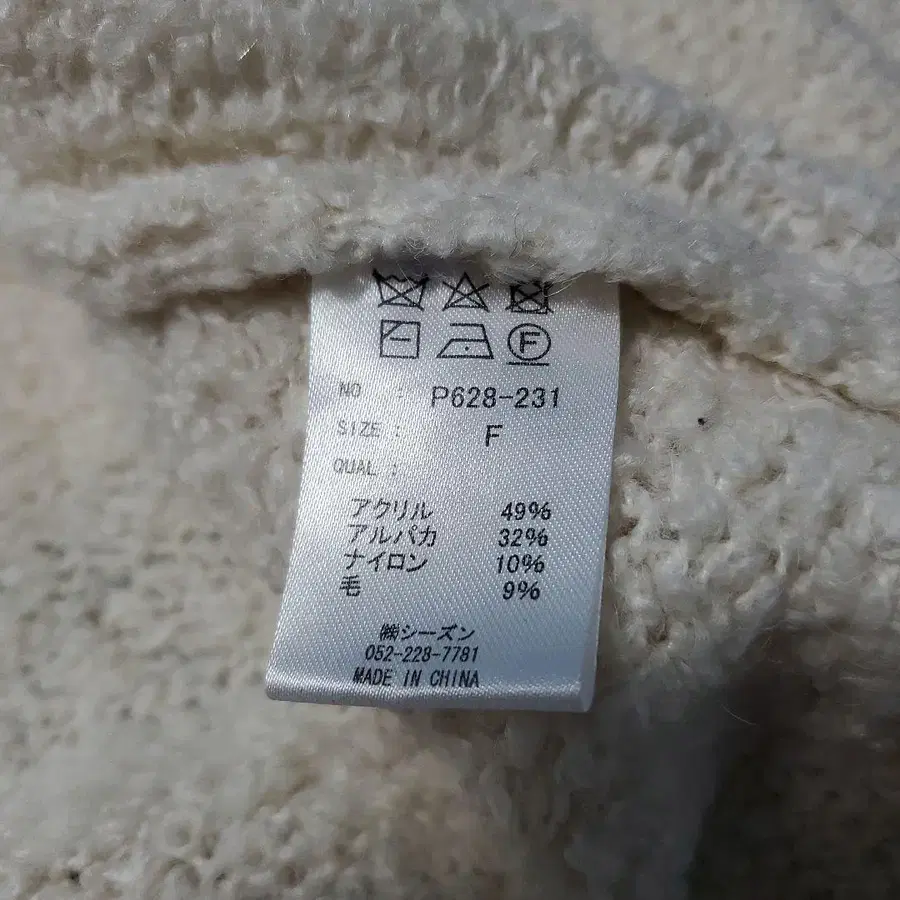 F
NO : P628-231
SIZE : F
QUAL :
アクリル 49%
アルパカ 32%
ナイロン 10%
毛 9%
㈱シーズン
052-228-7781
MADE IN CHINA